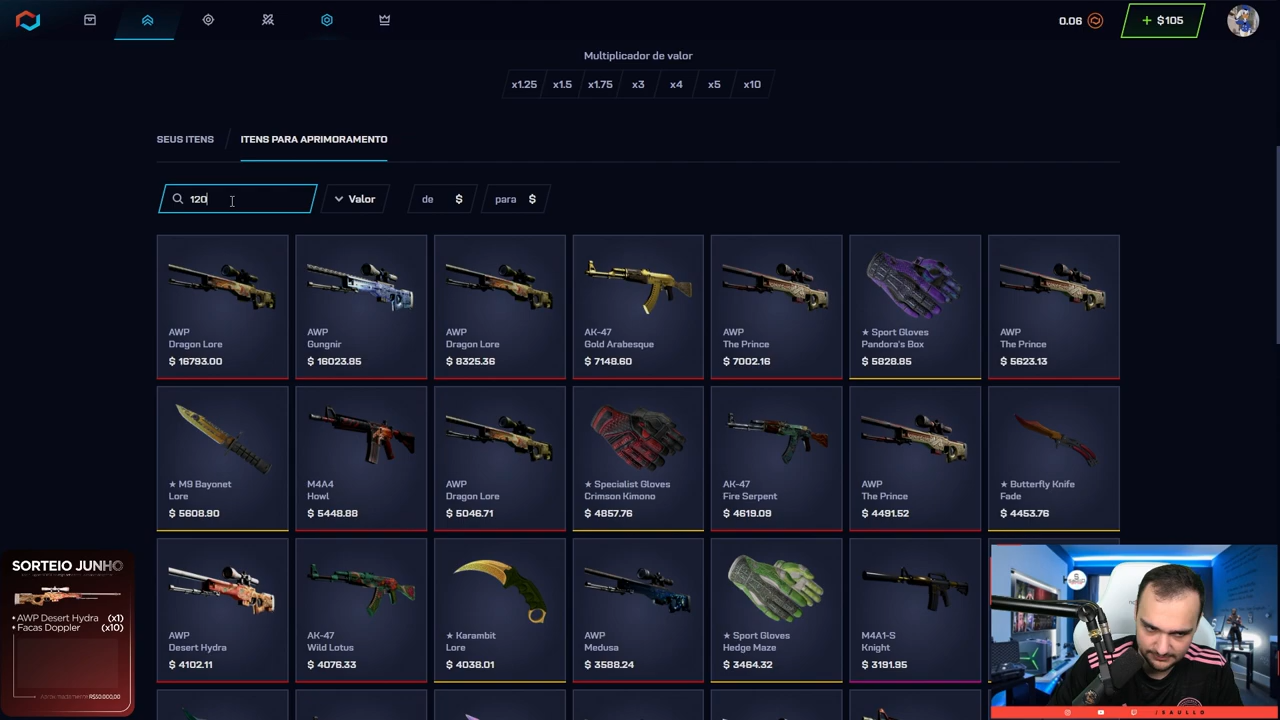 0.06
+ $105
Multiplicador de valor
x1.25 x1.5 x1.75 x3 x4 x5 x10
SEUS ITENS / ITENS PARA APRIMORAMENTO
120
Valor
de $
para $
AWP
Dragon Lore
$ 16793.00
AWP
Gungnir
$ 16023.85
AWP
Dragon Lore
$ 8325.36
AK-47
Gold Arabesque
$ 7148.60
AWP
The Prince
$ 7002.16
★ Sport Gloves
Pandora's Box
$ 5828.85
AWP
The Prince
$ 5623.13
★ M9 Bayonet
Lore
$ 5608.90
M4A4
Howl
$ 5448.88
AWP
Dragon Lore
$ 5046.71
★ Specialist Gloves
Crimson Kimono
$ 4857.76
AK-47
Fire Serpent
$ 4619.09
AWP
The Prince
$ 4491.52
★ Butterfly Knife
Fade
$ 4453.76
AWP
Desert Hydra
$ 4102.11
AK-47
Wild Lotus
$ 4076.33
★ Karambit
Lore
$ 4038.01
AWP
Medusa
$ 3588.24
★ Sport Gloves
Hedge Maze
$ 3464.32
M4A1-S
Knight
$ 3191.95
SORTEIO JUNHO
• AWP Desert Hydra (x1)
• Facas Doppler (x10)
/SAULLO